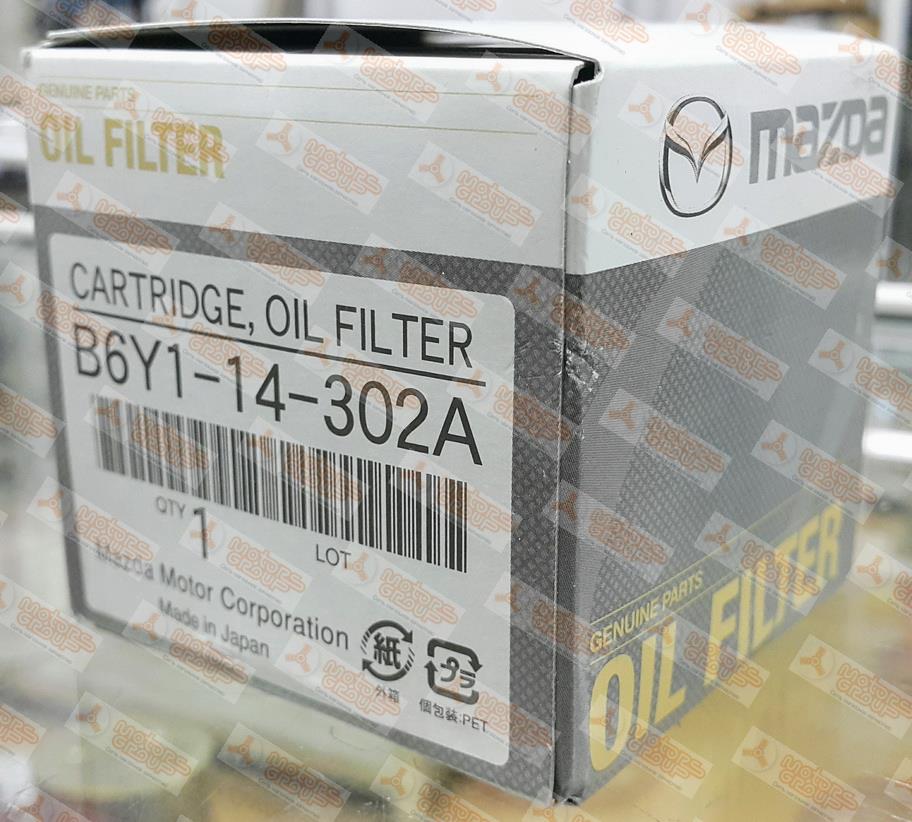 GENUINE PARTS
OIL FILTER
CARTRIDGE, OIL FILTER
B6Y1-14-302A
QTY 1
LOT
Mazda Motor Corporation
Made in Japan
紙
外箱
プラ
個包装:PET
mazda
GENUINE PARTS
OIL FILTER